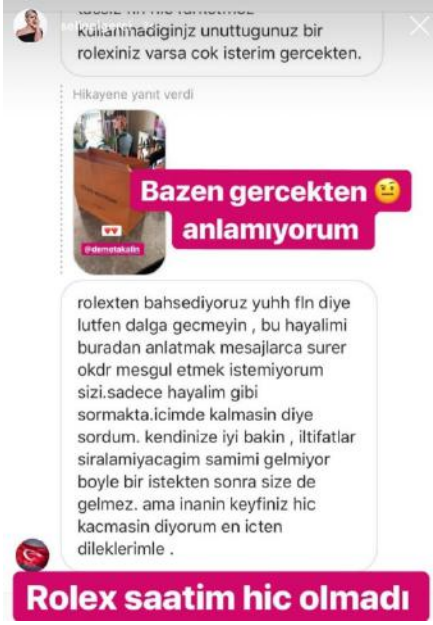 kullanmadiginjz unuttugunuz bir
rolexiniz varsa cok isterim gercekten.
Hikayene yanıt verdi
Bazen gercekten
anlamıyorum
@demetakalin
rolexten bahsediyoruz yuhh fln diye
lutfen dalga gecmeyin , bu hayalimi
buradan anlatmak mesajlarca surer
okdr mesgul etmek istemiyorum
sizi.sadece hayalim gibi
sormakta.icimde kalmasin diye
sordum. kendinize iyi bakin , iltifatlar
siralamiyacagim samimi gelmiyor
boyle bir istekten sonra size de
gelmez. ama inanin keyfiniz hic
kacmasin diyorum en icten
dileklerimle .
Rolex saatim hic olmadı